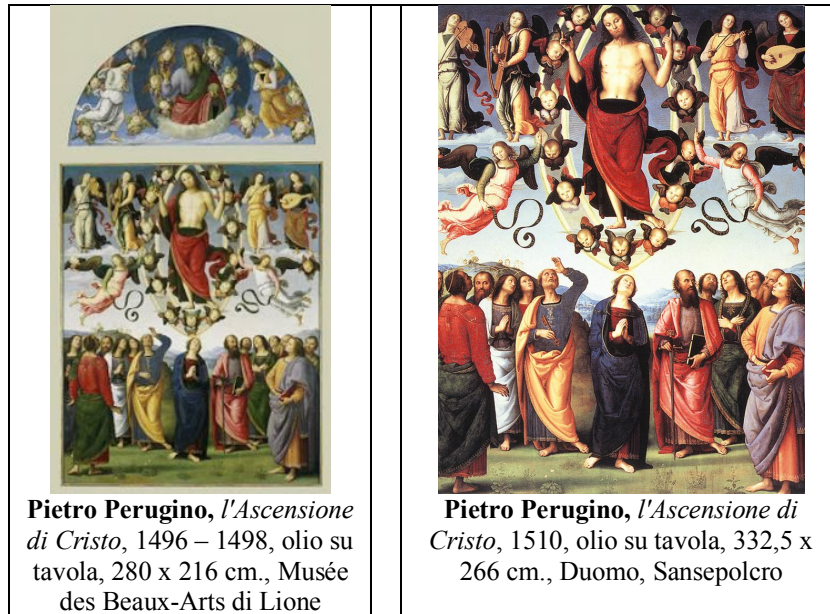 Pietro Perugino, l'Ascensione
di Cristo, 1496 – 1498, olio su
tavola, 280 x 216 cm., Musée
des Beaux-Arts di Lione
Pietro Perugino, l'Ascensione di
Cristo, 1510, olio su tavola, 332,5 x
266 cm., Duomo, Sansepolcro